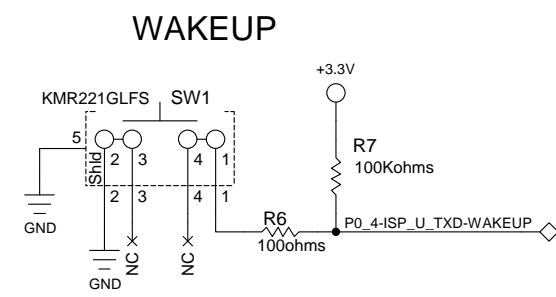 WAKEUP
+3.3V
KMR221GLFS SW1
5
Shld
2 3 4 1
2 3 4 1
R7
100Kohms
R6
100ohms
P0_4-ISP_U_TXD-WAKEUP
GND
GND
NC
NC